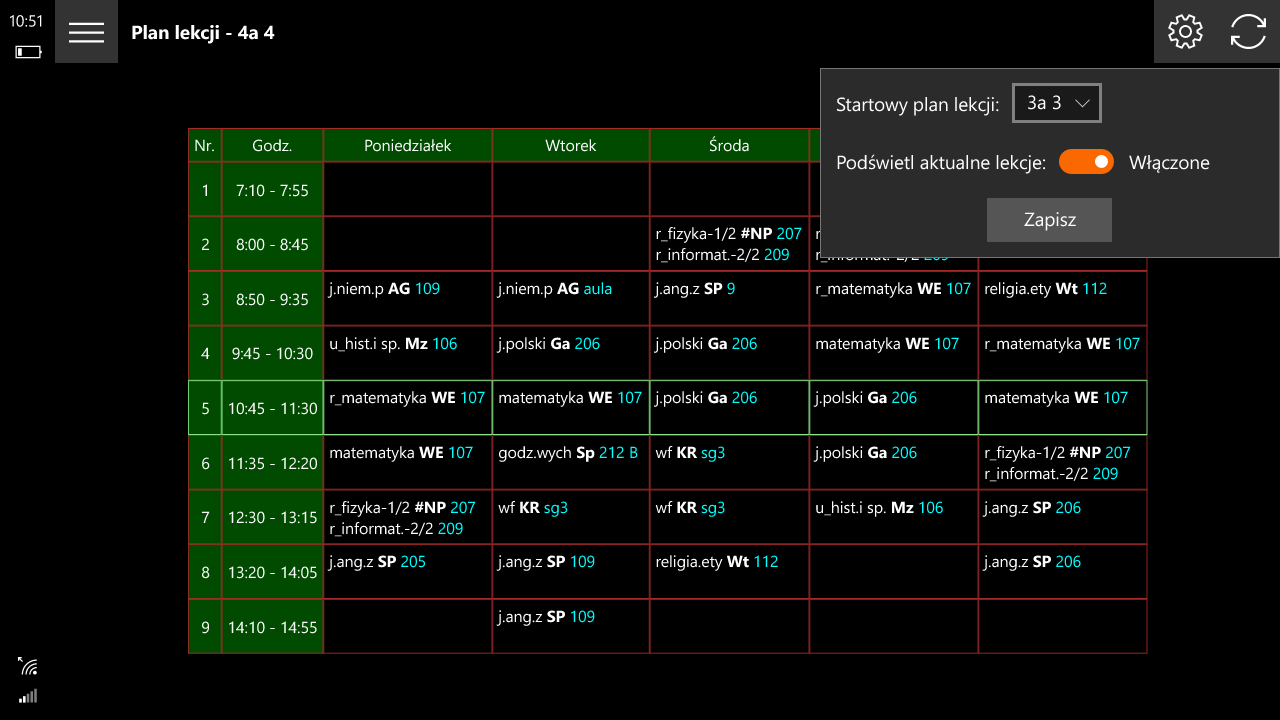 10:51
Plan lekcji - 4a 4
Startowy plan lekcji: 3a 3
Podświetl aktualne lekcje: Włączone
Zapisz
Nr. Godz. Poniedziałek Wtorek Środa
1 7:10 - 7:55
2 8:00 - 8:45
r_fizyka-1/2 #NP 207
r_informat.-2/2 209
3 8:50 - 9:35 j.niem.p AG 109 j.niem.p AG aula j.ang.z SP 9 r_matematyka WE 107 religia.ety Wt 112
4 9:45 - 10:30 u_hist.i sp. Mz 106 j.polski Ga 206 j.polski Ga 206 matematyka WE 107 r_matematyka WE 107
5 10:45 - 11:30 r_matematyka WE 107 matematyka WE 107 j.polski Ga 206 j.polski Ga 206 matematyka WE 107
6 11:35 - 12:20 matematyka WE 107 godz.wych Sp 212 B wf KR sg3 j.polski Ga 206 r_fizyka-1/2 #NP 207
r_informat.-2/2 209
7 12:30 - 13:15 r_fizyka-1/2 #NP 207 wf KR sg3 wf KR sg3 u_hist.i sp. Mz 106 j.ang.z SP 206
r_informat.-2/2 209
8 13:20 - 14:05 j.ang.z SP 205 j.ang.z SP 109 religia.ety Wt 112 j.ang.z SP 206
9 14:10 - 14:55 j.ang.z SP 109